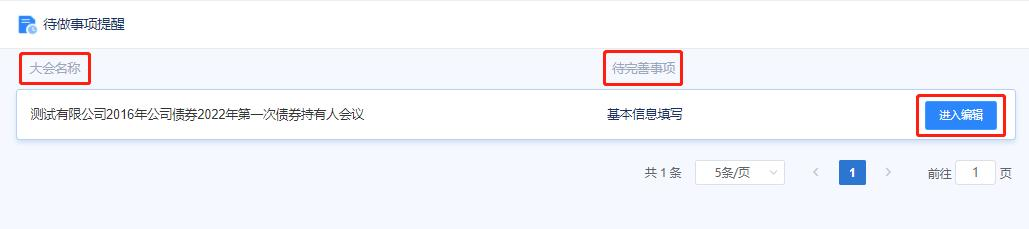 待做事项提醒
大会名称 待完善事项
测试有限公司2016年公司债券2022年第一次债券持有人会议 基本信息填写 进入编辑
共 1 条 5条/页 1 前往 1 页